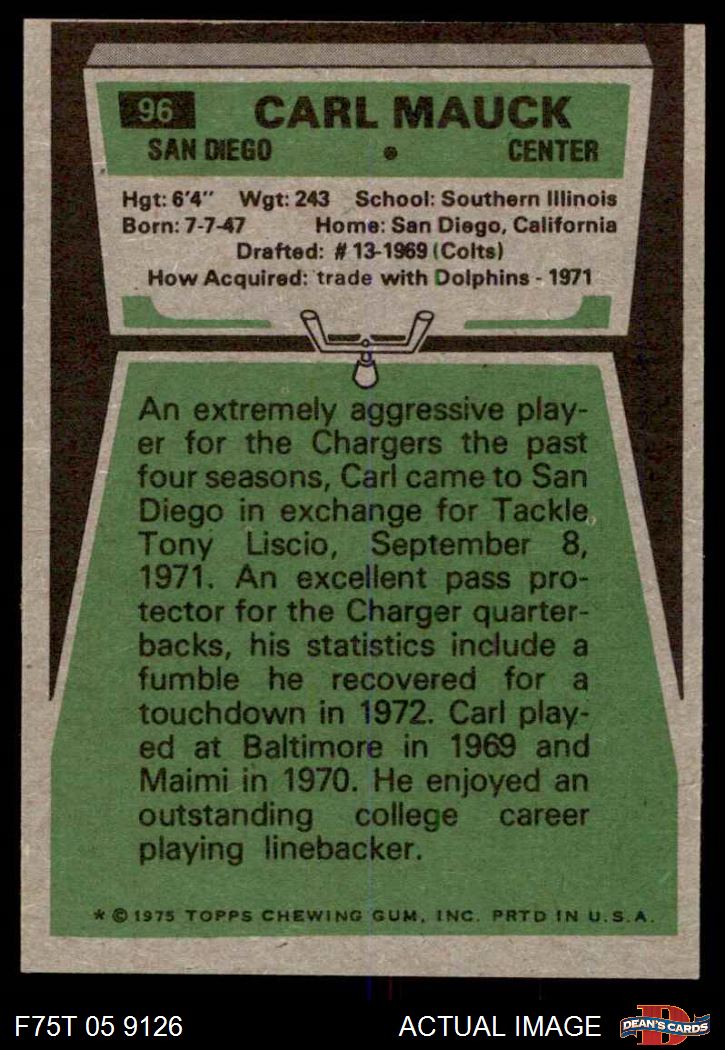 96 CARL MAUCK
SAN DIEGO • CENTER
Hgt: 6'4" Wgt: 243 School: Southern Illinois
Born: 7-7-47 Home: San Diego, California
Drafted: #13-1969 (Colts)
How Acquired: trade with Dolphins - 1971
An extremely aggressive play-
er for the Chargers the past
four seasons, Carl came to San
Diego in exchange for Tackle,
Tony Liscio, September 8,
1971. An excellent pass pro-
tector for the Charger quarter-
backs, his statistics include a
fumble he recovered for a
touchdown in 1972. Carl play-
ed at Baltimore in 1969 and
Maimi in 1970. He enjoyed an
outstanding college career
playing linebacker.
* © 1975 TOPPS CHEWING GUM, INC. PRTD IN U.S.A.
F75T 05 9126 ACTUAL IMAGE D DEAN'S CARDS